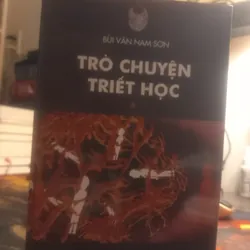 BÙI VĂN NAM SƠN
TRÒ CHUYỆN
TRIẾT HỌC